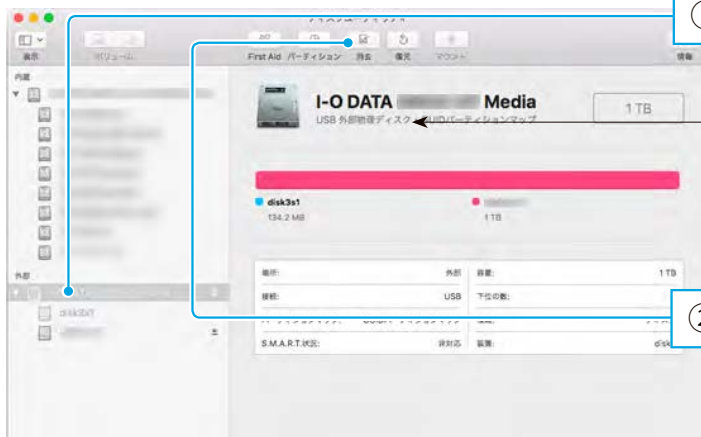 ディスクユーティリティ
①
表示
ボリューム
First Aid パーティション 消去 復元 マウント
情報
内蔵
I-O DATA Media
1 TB
USB 外部物理ディスク GUIDパーティションマップ
disk3s1
134.2 MB
1 TB
外部
場所: 外部 容量: 1 TB
接続: USB 下位の数:
disk3s1
②
S.M.A.R.T.状況: 非対応 装置: disk